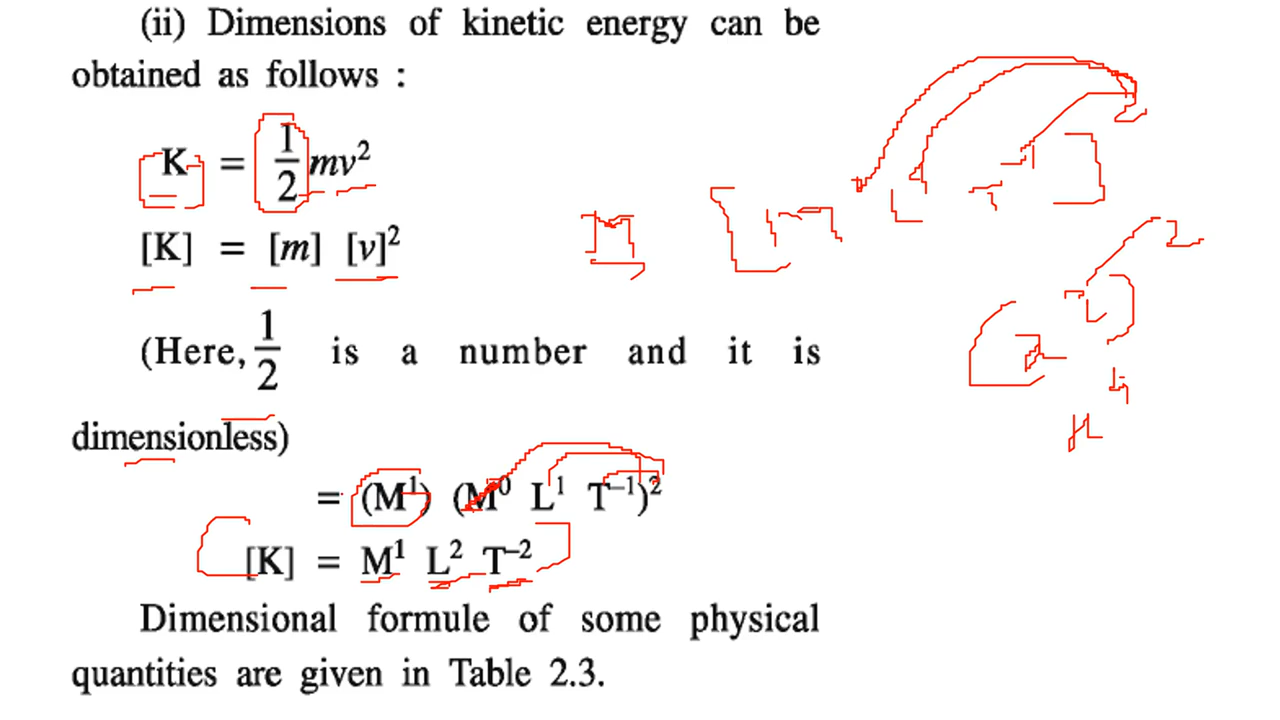 (ii) Dimensions of kinetic energy can be
obtained as follows :
K = 1/2 mv²
[K] = [m] [v]²
(Here, 1/2 is a number and it is
dimensionless)
= (M¹) (M⁰ L¹ T⁻¹)²
[K] = M¹ L² T⁻²
Dimensional formule of some physical
quantities are given in Table 2.3.